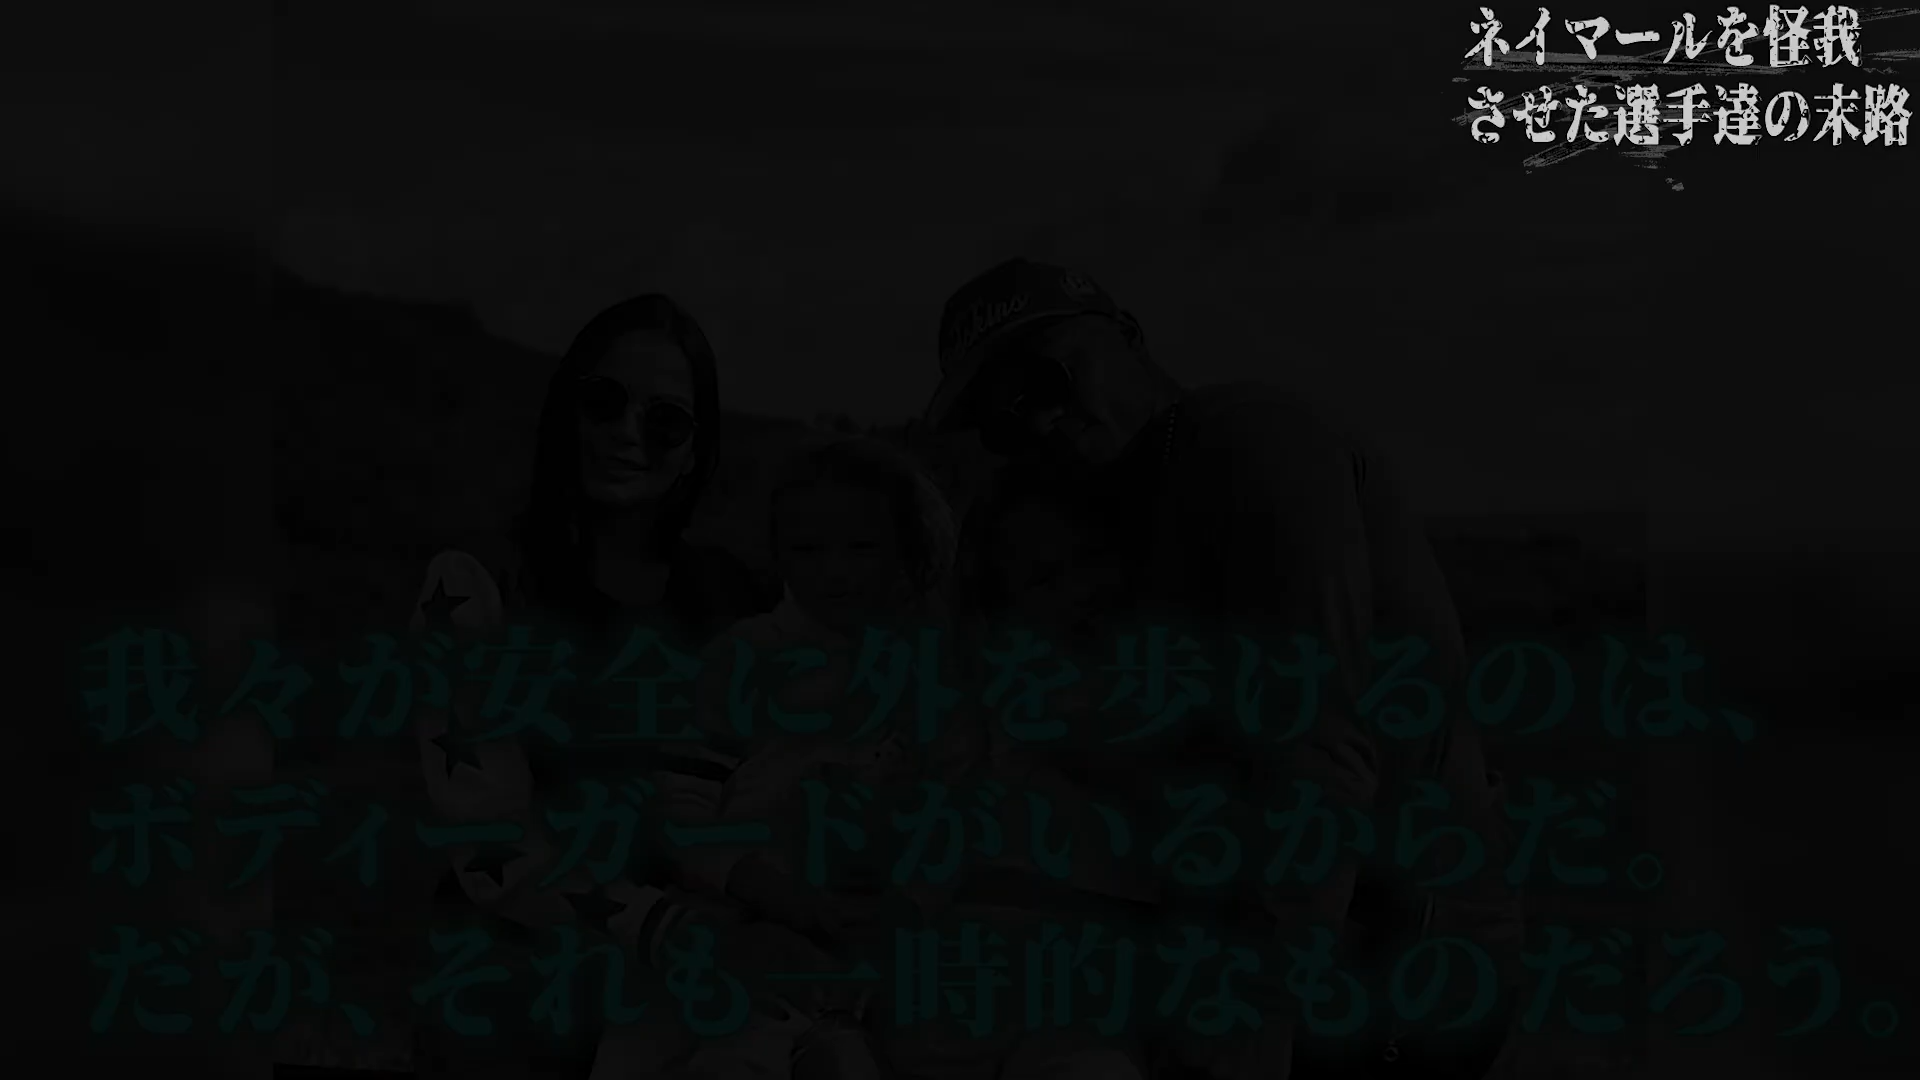 ネイマールを怪我
させた選手達の末路
我々が安全に外を歩けるのは、
ボディーガードがいるからだ。
だが、それも一時的なものだろう。